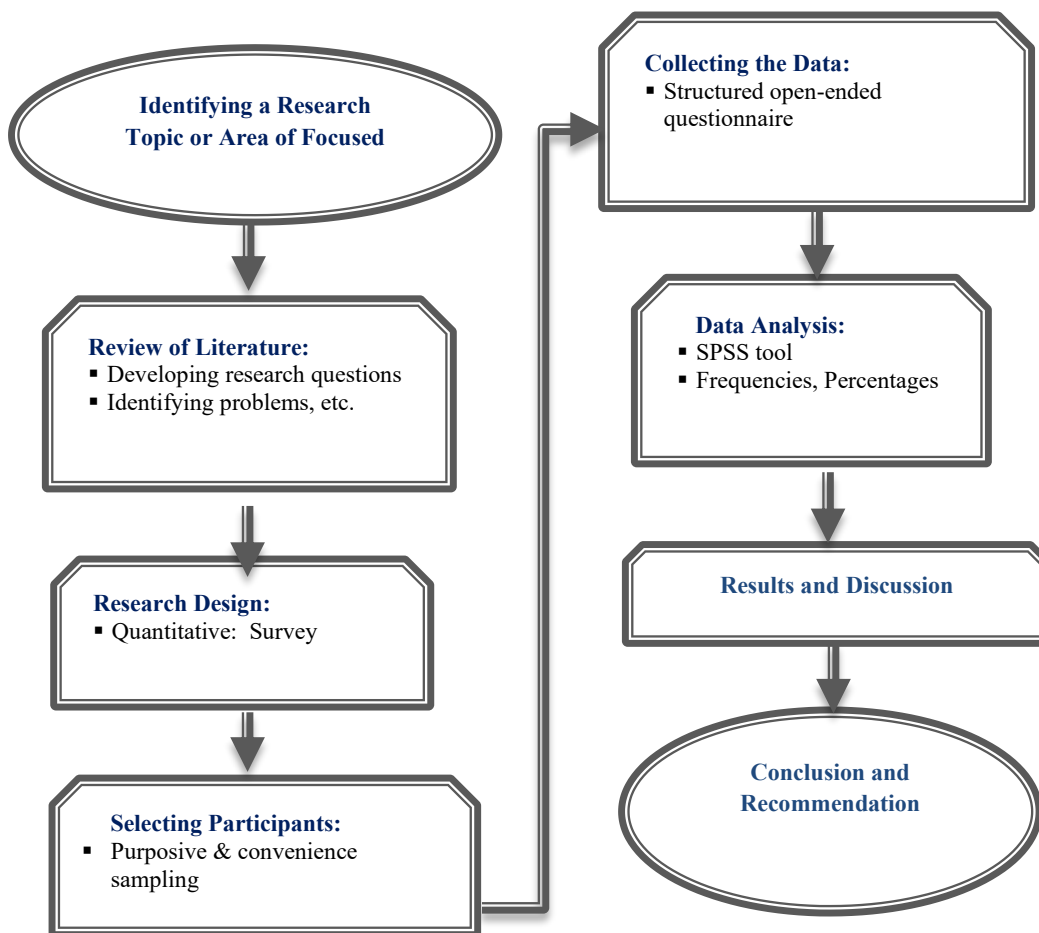 Identifying a Research
Topic or Area of Focused
Review of Literature:
▪ Developing research questions
▪ Identifying problems, etc.
Research Design:
▪ Quantitative: Survey
Selecting Participants:
▪ Purposive & convenience
sampling
Collecting the Data:
▪ Structured open-ended
questionnaire
Data Analysis:
▪ SPSS tool
▪ Frequencies, Percentages
Results and Discussion
Conclusion and
Recommendation